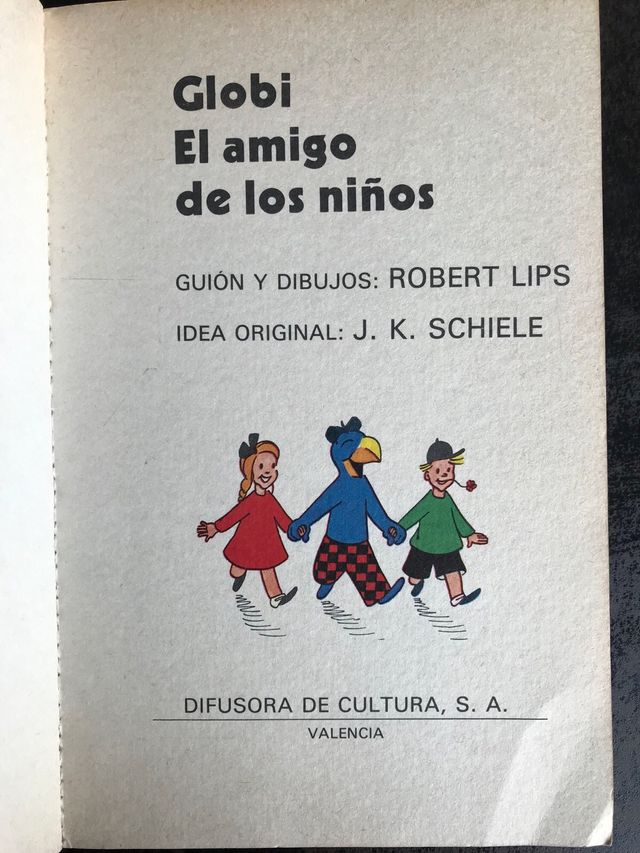 Globi
El amigo
de los niños
GUIÓN Y DIBUJOS: ROBERT LIPS
IDEA ORIGINAL: J. K. SCHIELE
DIFUSORA DE CULTURA, S. A.
VALENCIA